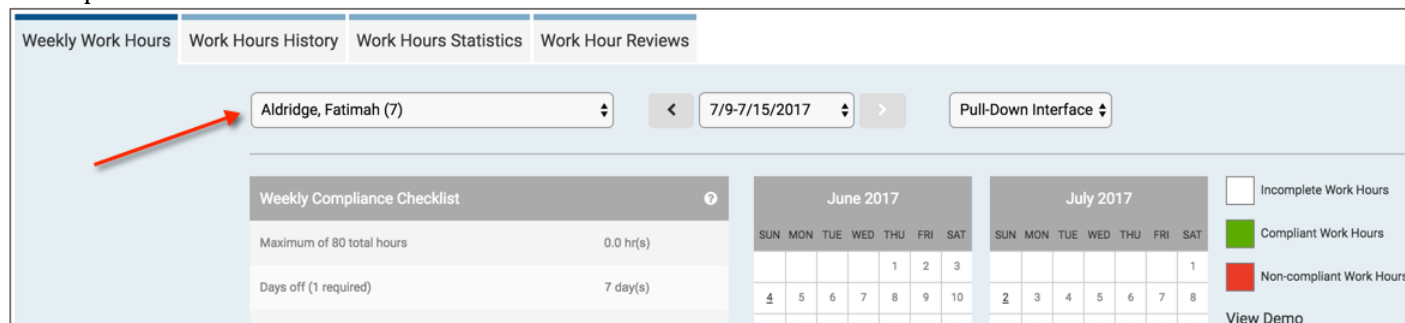 Weekly Work Hours Work Hours History Work Hours Statistics Work Hour Reviews
Aldridge, Fatimah (7) 7/9-7/15/2017 Pull-Down Interface
Weekly Compliance Checklist ?
Maximum of 80 total hours 0.0 hr(s)
Days off (1 required) 7 day(s)
June 2017
SUN MON TUE WED THU FRI SAT
1 2 3
4 5 6 7 8 9 10
July 2017
SUN MON TUE WED THU FRI SAT
1
2 3 4 5 6 7 8
Incomplete Work Hours
Compliant Work Hours
Non-compliant Work Hours
View Demo